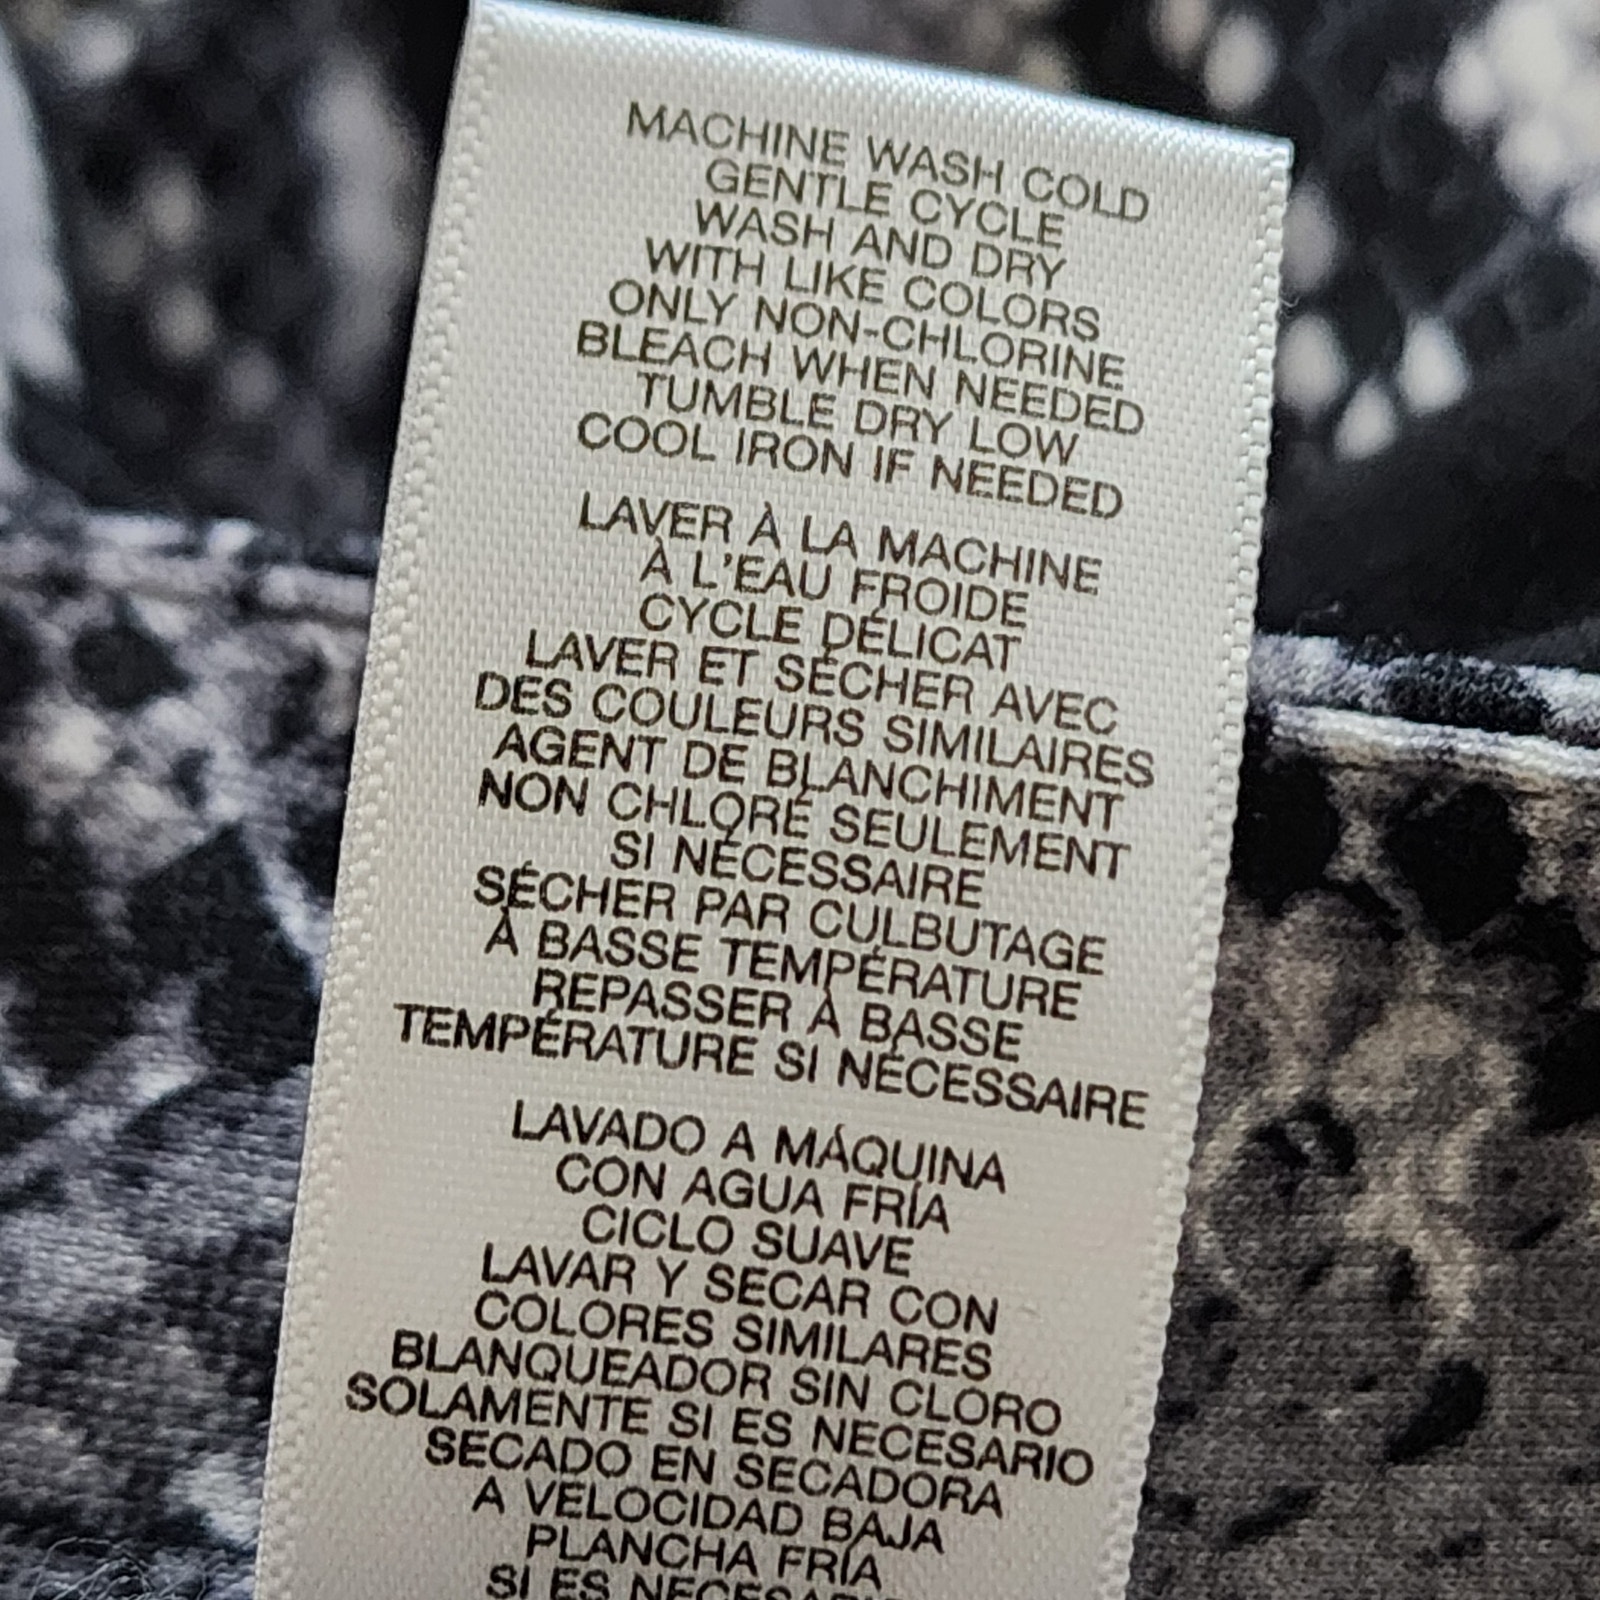 MACHINE WASH COLD
GENTLE CYCLE
WASH AND DRY
WITH LIKE COLORS
ONLY NON-CHLORINE
BLEACH WHEN NEEDED
TUMBLE DRY LOW
COOL IRON IF NEEDED
LAVER À LA MACHINE
À L'EAU FROIDE
CYCLE DÉLICAT
LAVER ET SÉCHER AVEC
DES COULEURS SIMILAIRES
AGENT DE BLANCHIMENT
NON CHLORÉ SEULEMENT
SI NÉCESSAIRE
SÉCHER PAR CULBUTAGE
À BASSE TEMPÉRATURE
REPASSER À BASSE
TEMPÉRATURE SI NÉCESSAIRE
LAVADO A MÁQUINA
CON AGUA FRÍA
CICLO SUAVE
LAVAR Y SECAR CON
COLORES SIMILARES
BLANQUEADOR SIN CLORO
SOLAMENTE SI ES NECESARIO
SECADO EN SECADORA
A VELOCIDAD BAJA
PLANCHA FRÍA
SI ES